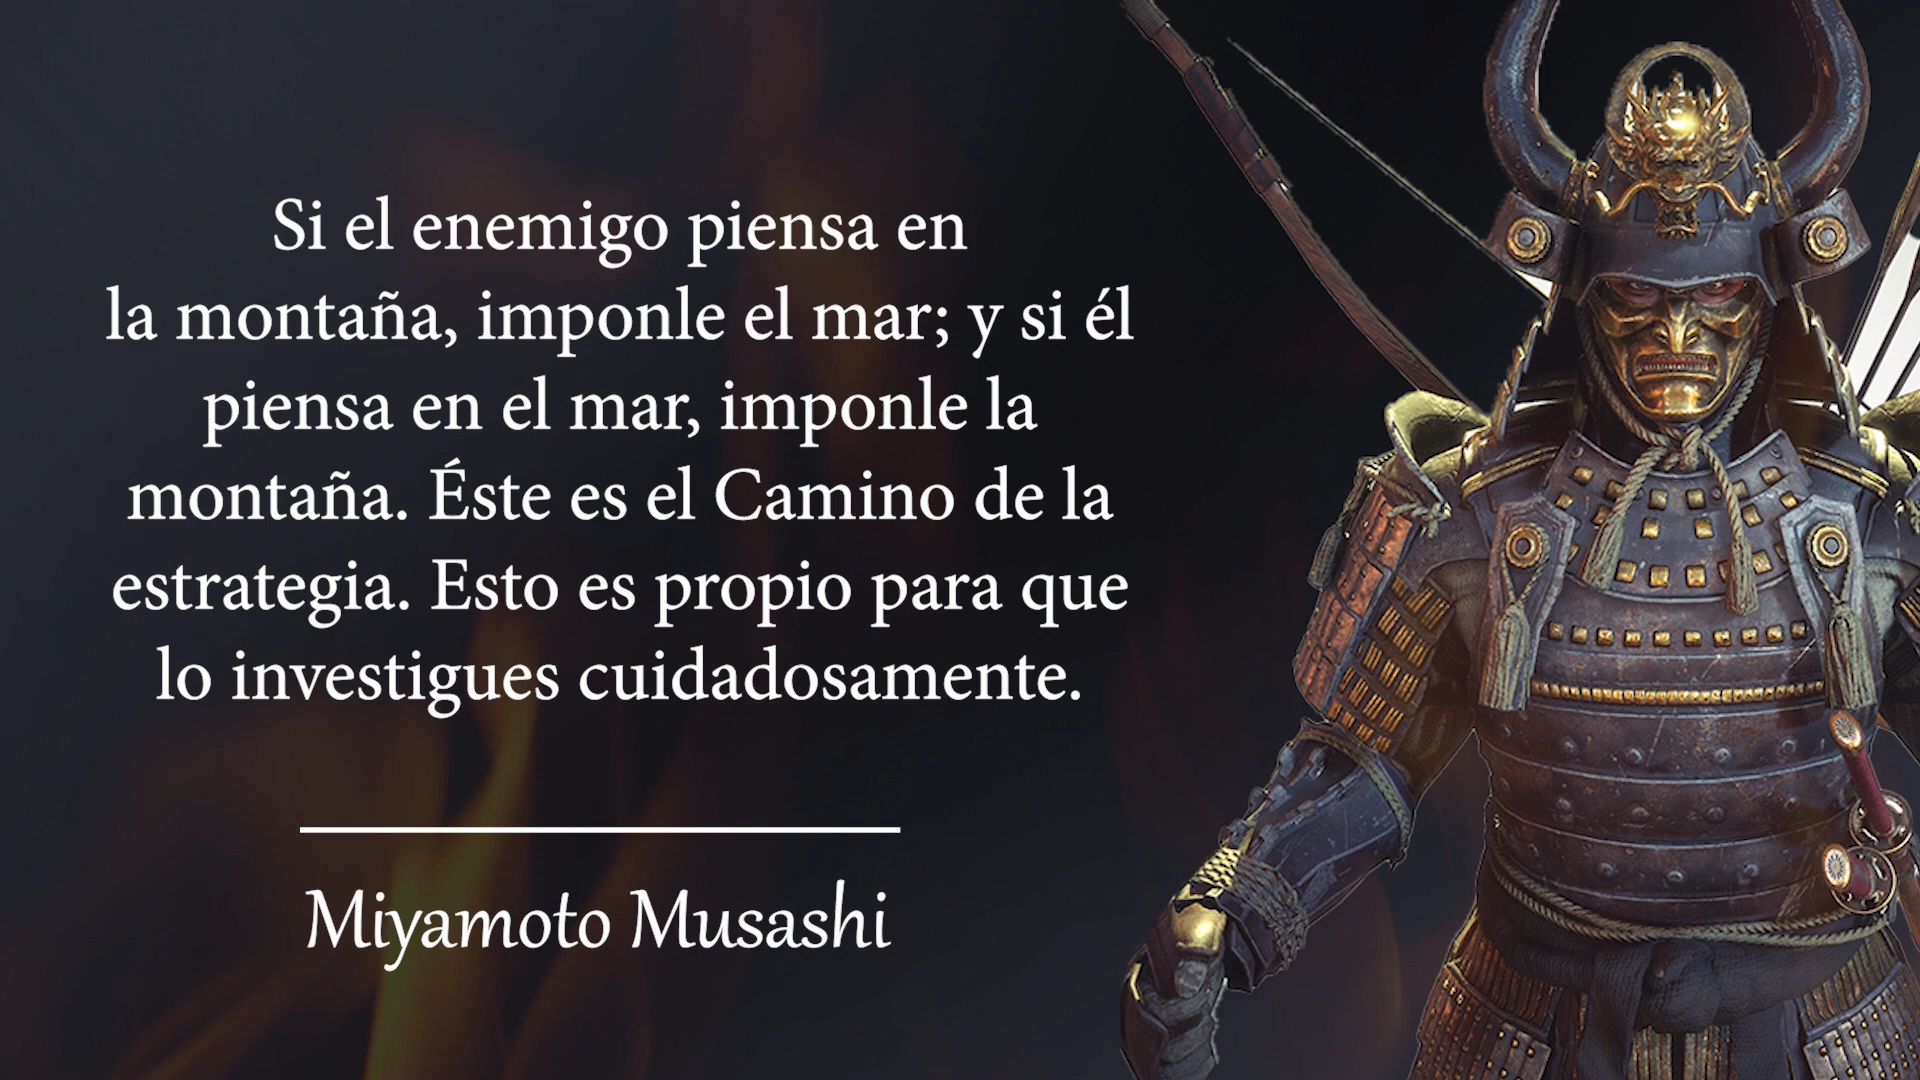 Si el enemigo piensa en
la montaña, imponle el mar; y si él
piensa en el mar, imponle la
montaña. Éste es el Camino de la
estrategia. Esto es propio para que
lo investigues cuidadosamente.
Miyamoto Musashi